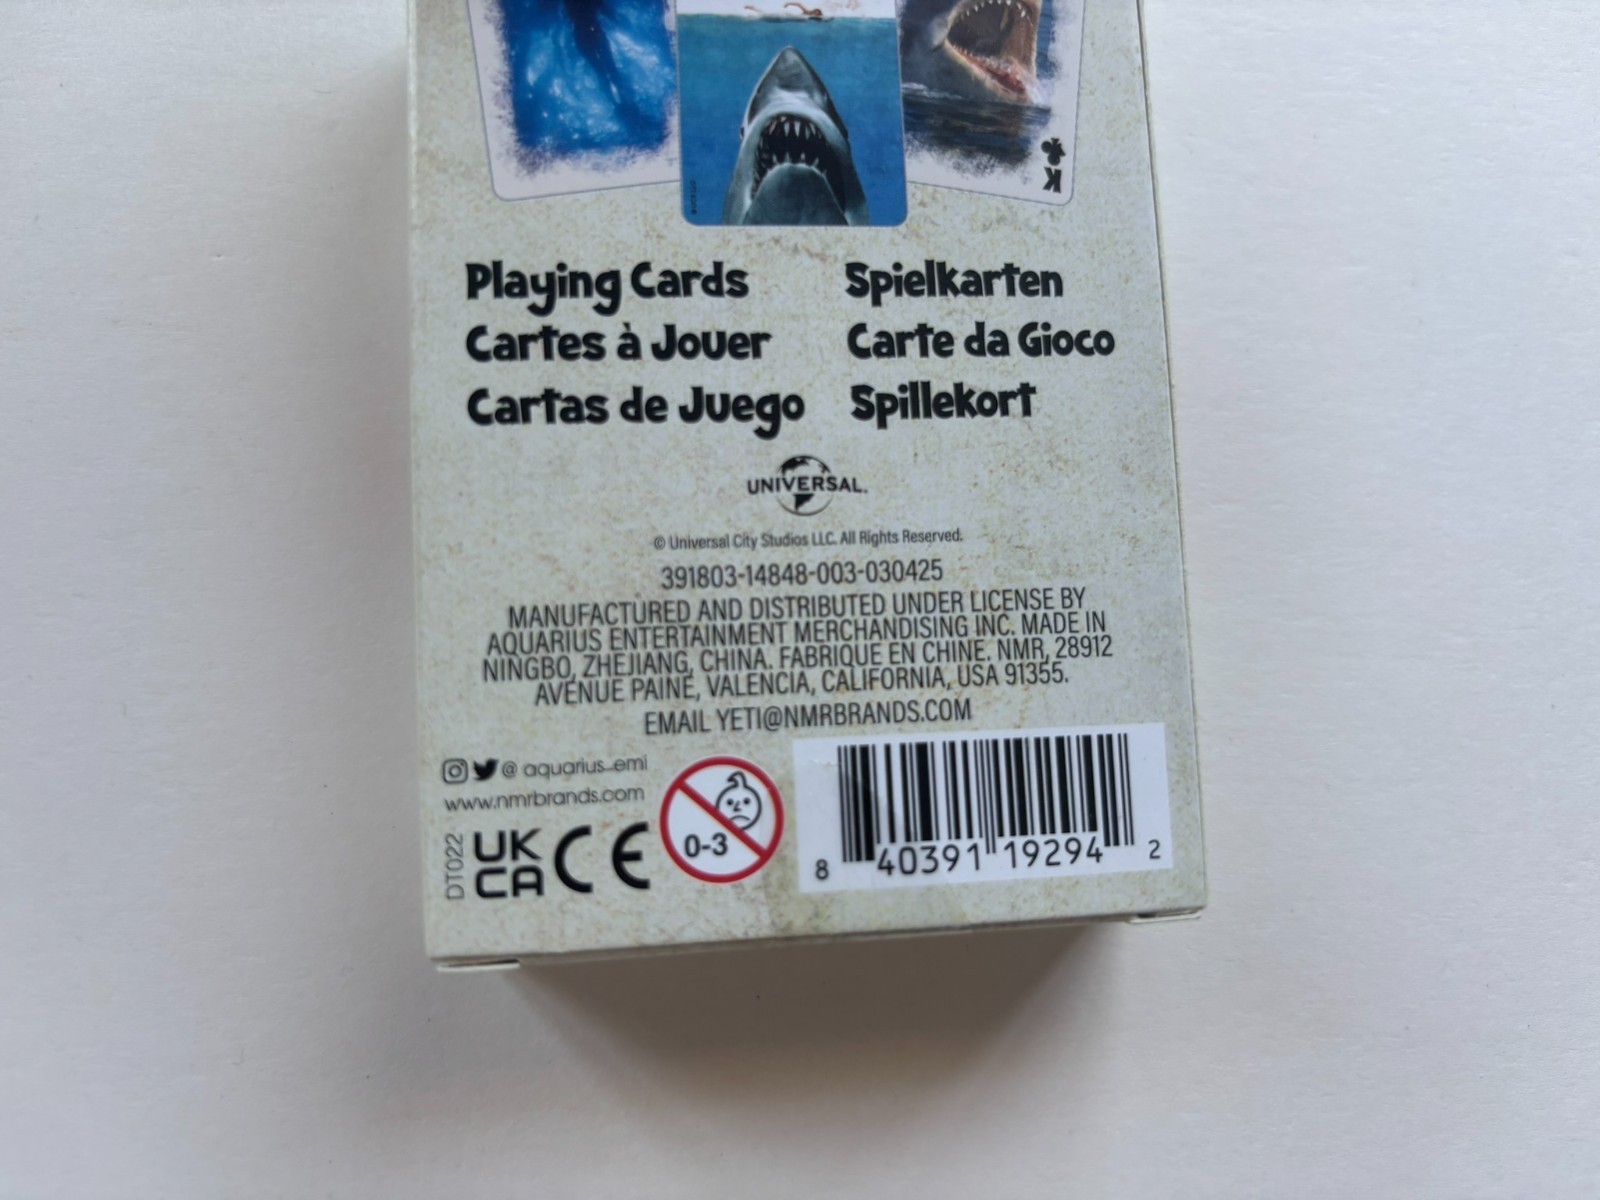 K
Playing Cards
Cartes à Jouer
Cartas de Juego
Spielkarten
Carte da Gioco
Spillekort
UNIVERSAL
© Universal City Studios LLC. All Rights Reserved.
391803-14848-003-030425
MANUFACTURED AND DISTRIBUTED UNDER LICENSE BY
AQUARIUS ENTERTAINMENT MERCHANDISING INC. MADE IN
NINGBO, ZHEJIANG, CHINA. FABRIQUE EN CHINE. NMR, 28912
AVENUE PAINE, VALENCIA, CALIFORNIA, USA 91355.
EMAIL YETI@NMRBRANDS.COM
@ aquarius_emi
www.nmrbrands.com
DT022
UK
CA
CE
0-3
8 40391 19294 2